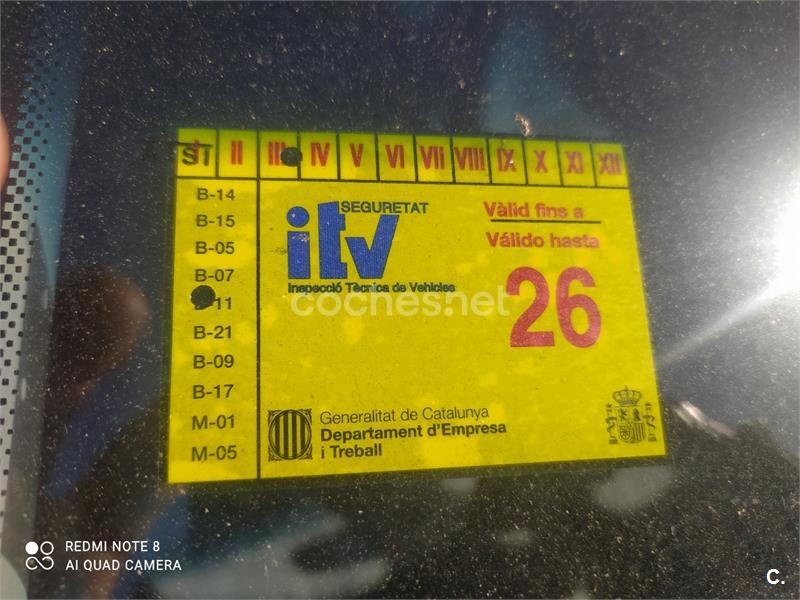 I II III IV V VI VII VIII IX X XI XII
ST
B-14
B-15
B-05
B-07
11
B-21
B-09
B-17
M-01
M-05
SEGURETAT
itv
Inspecció Tècnica de Vehicles
Vàlid fins a
Válido hasta
26
coches.net
Generalitat de Catalunya
Departament d'Empresa
i Treball
REDMI NOTE 8
AI QUAD CAMERA
C.